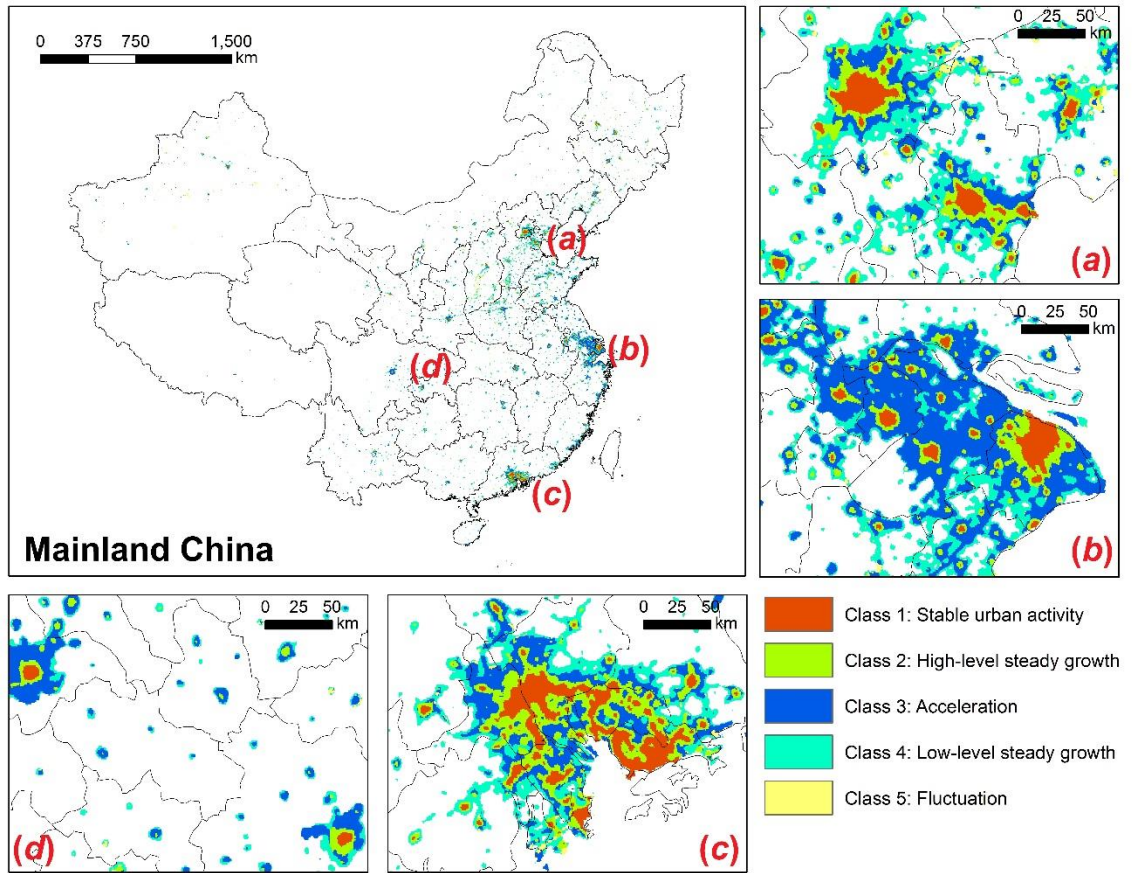 0 375 750 1,500
km
(a)
(b)
(d)
(c)
Mainland China
0 25 50
km
(a)
0 25 50
km
(b)
0 25 50
km
(d)
0 25 50
km
(c)
Class 1: Stable urban activity
Class 2: High-level steady growth
Class 3: Acceleration
Class 4: Low-level steady growth
Class 5: Fluctuation